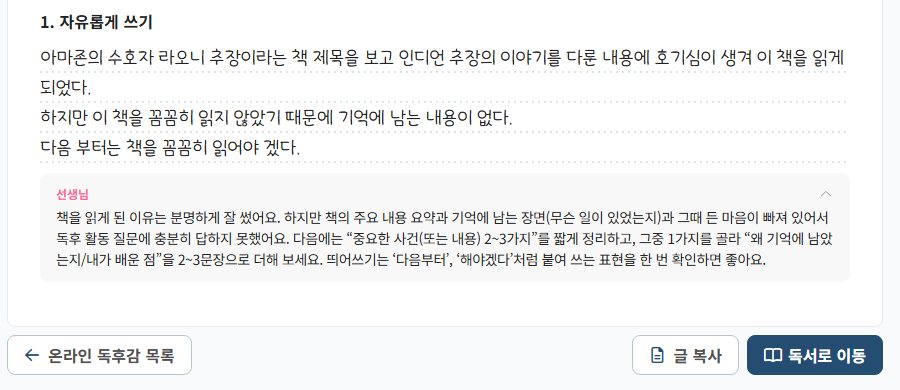 1. 자유롭게 쓰기
아마존의 수호자 라오니 추장이라는 책 제목을 보고 인디언 추장의 이야기를 다룬 내용에 호기심이 생겨 이 책을 읽게
되었다.
하지만 이 책을 꼼꼼히 읽지 않았기 때문에 기억에 남는 내용이 없다.
다음 부터는 책을 꼼꼼히 읽어야 겠다.
선생님
책을 읽게 된 이유는 분명하게 잘 썼어요. 하지만 책의 주요 내용 요약과 기억에 남는 장면(무슨 일이 있었는지)과 그때 든 마음이 빠져 있어서
독후 활동 질문에 충분히 답하지 못했어요. 다음에는 “중요한 사건(또는 내용) 2~3가지”를 짧게 정리하고, 그중 1가지를 골라 “왜 기억에 남았
는지/내가 배운 점”을 2~3문장으로 더해 보세요. 띄어쓰기는 ‘다음부터’, ‘해야겠다’처럼 붙여 쓰는 표현을 한 번 확인하면 좋아요.
온라인 독후감 목록
글 복사
독서로 이동